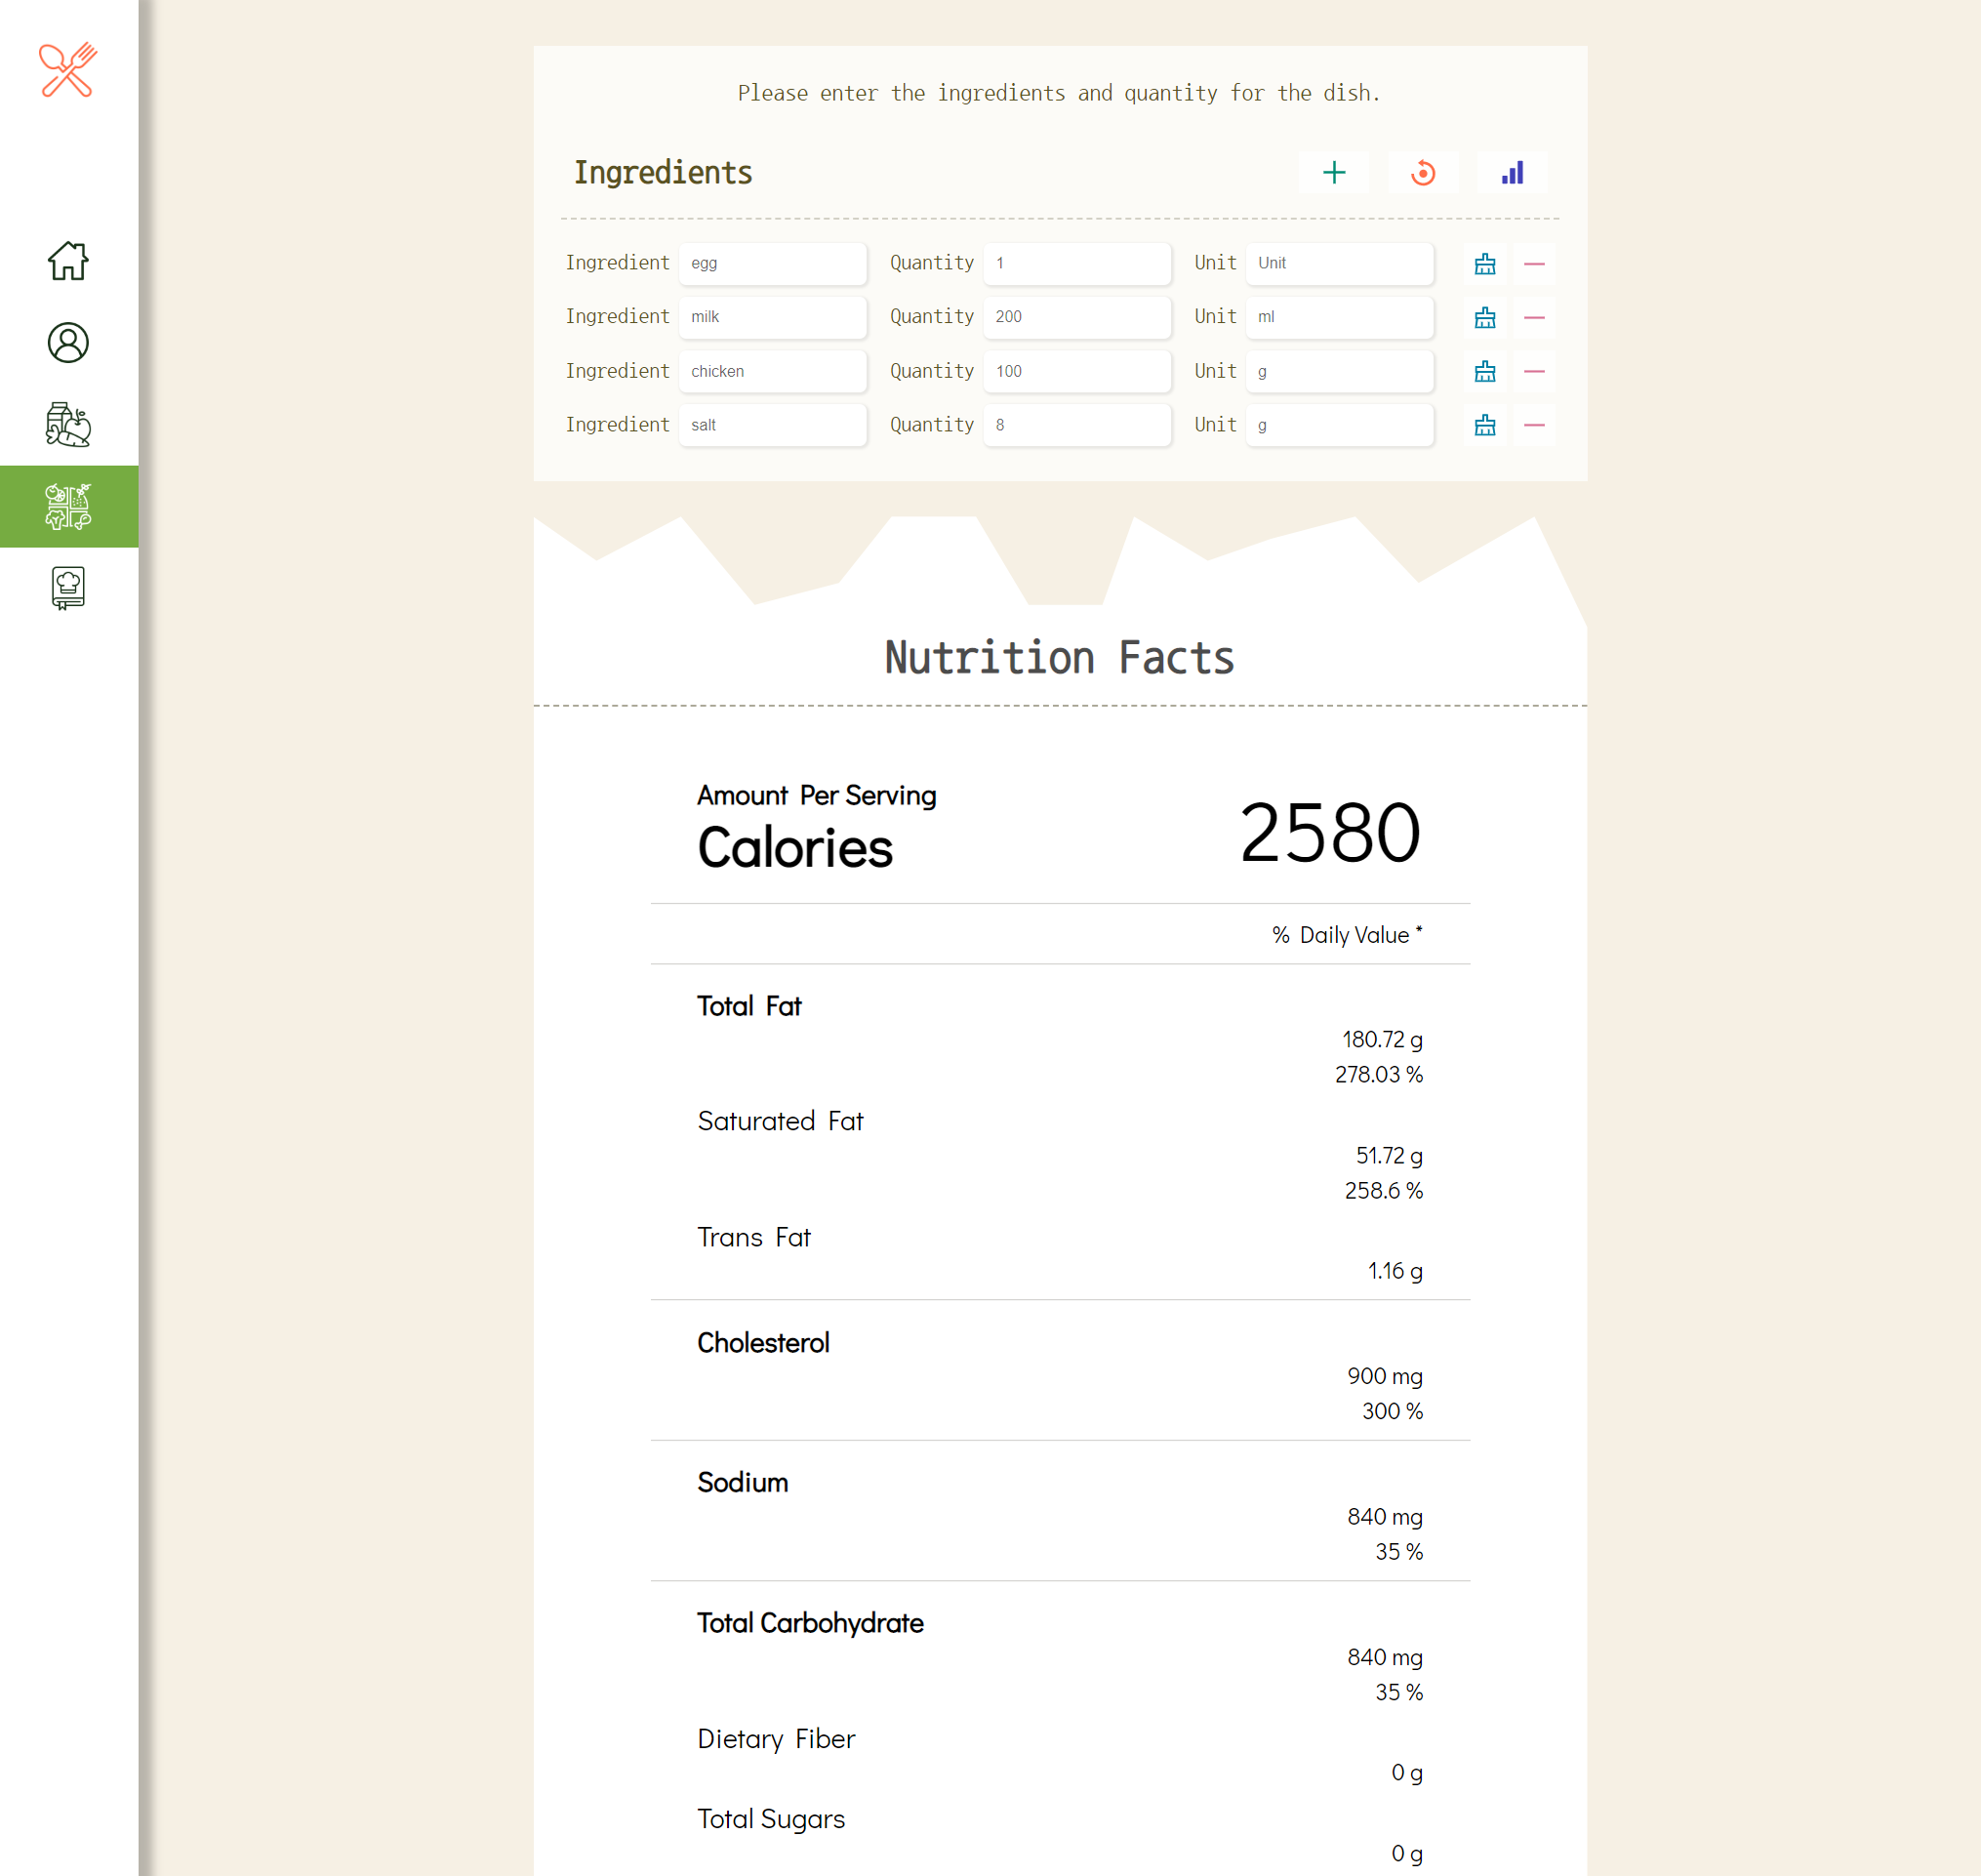 Please enter the ingredients and quantity for the dish.
Ingredients
Ingredient egg Quantity 1 Unit Unit
Ingredient milk Quantity 200 Unit ml
Ingredient chicken Quantity 100 Unit g
Ingredient salt Quantity 8 Unit g
Nutrition Facts
Amount Per Serving
Calories 2580
% Daily Value *
Total Fat
180.72 g
278.03 %
Saturated Fat
51.72 g
258.6 %
Trans Fat
1.16 g
Cholesterol
900 mg
300 %
Sodium
840 mg
35 %
Total Carbohydrate
840 mg
35 %
Dietary Fiber
0 g
Total Sugars
0 g